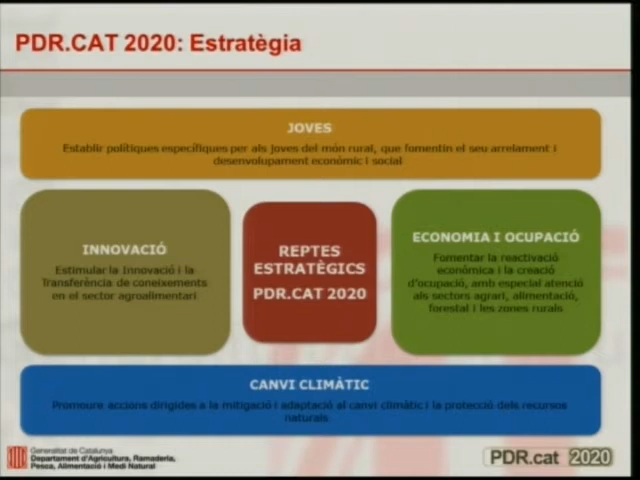 PDR.CAT 2020: Estratègia
JOVES
Establir polítiques específiques per als joves del món rural, que fomentin el seu arrelament i
desenvolupament econòmic i social
INNOVACIÓ
Estimular la Innovació i la
Transferència de coneixements
en el sector agroalimentari
REPTES
ESTRATÈGICS
PDR.CAT 2020
ECONOMIA I OCUPACIÓ
Fomentar la reactivació
econòmica i la creació
d'ocupació, amb especial atenció
als sectors agrari, alimentació,
forestal i les zones rurals
CANVI CLIMÀTIC
Promoure accions dirigides a la mitigació i adaptació al canvi climàtic i la protecció dels recursos
naturals
Generalitat de Catalunya
Departament d'Agricultura, Ramaderia,
Pesca, Alimentació i Medi Natural
PDR.cat 2020